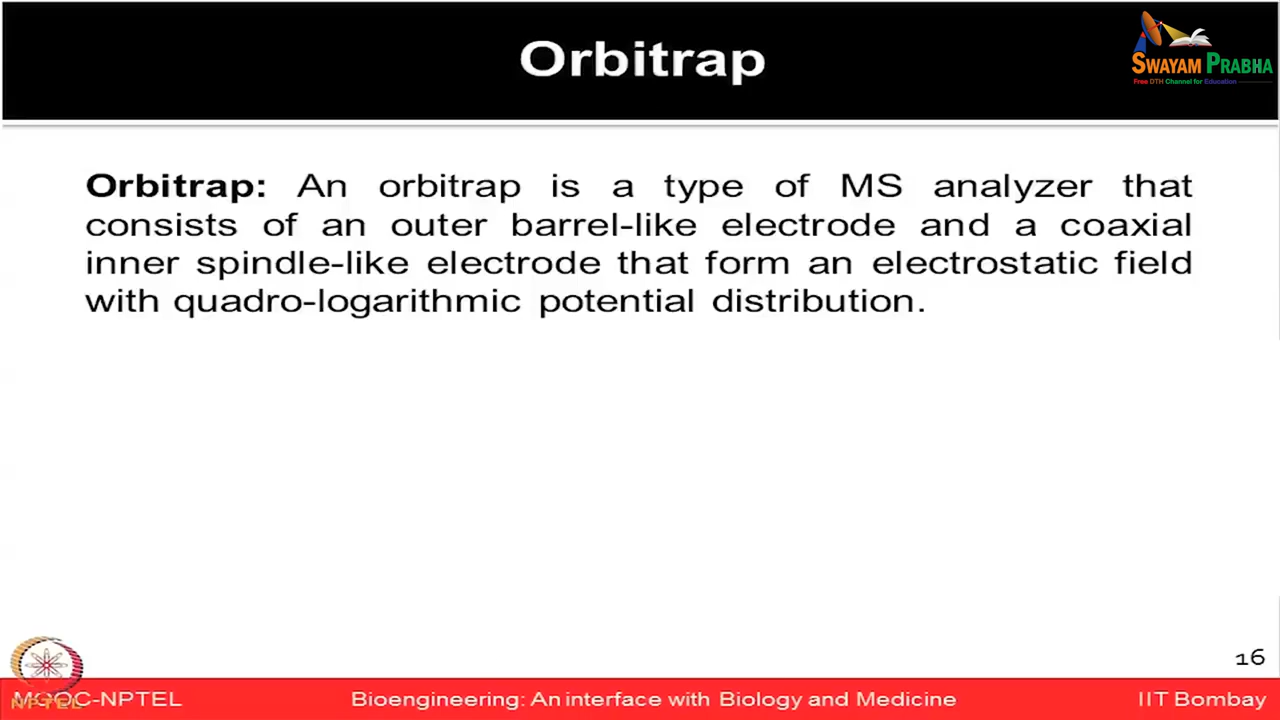 Orbitrap
SWAYAM PRABHA
Free DTH Channel for Education
Orbitrap: An orbitrap is a type of MS analyzer that
consists of an outer barrel-like electrode and a coaxial
inner spindle-like electrode that form an electrostatic field
with quadro-logarithmic potential distribution.
16
MOOC-NPTEL
NPTEL
Bioengineering: An interface with Biology and Medicine
IIT Bombay